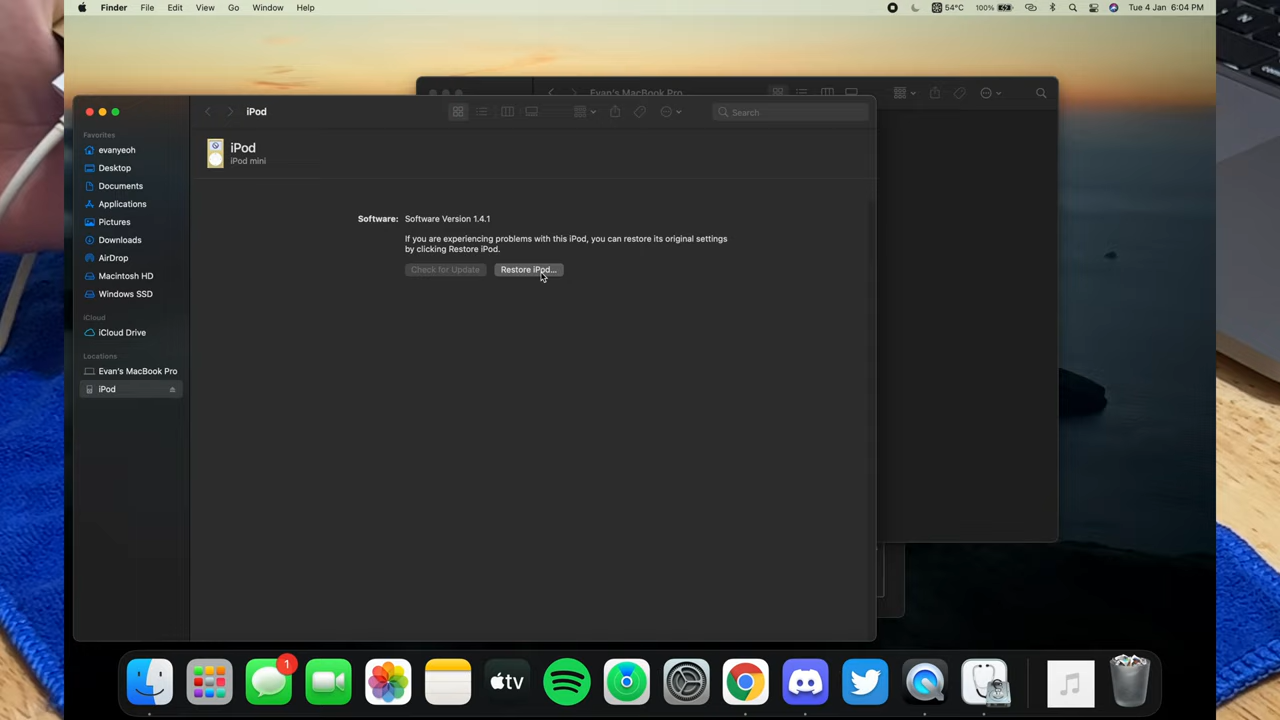 Finder File Edit View Go Window Help 54°C 100% Tue 4 Jan 6:04 PM
Evan's MacBook Pro
iPod
Search
Favorites
evanyeoh
Desktop
Documents
Applications
Pictures
Downloads
AirDrop
Macintosh HD
Windows SSD
iCloud
iCloud Drive
Locations
Evan's MacBook Pro
iPod
iPod
iPod mini
Software: Software Version 1.4.1
If you are experiencing problems with this iPod, you can restore its original settings
by clicking Restore iPod.
Check for Update Restore iPod...
1
tv